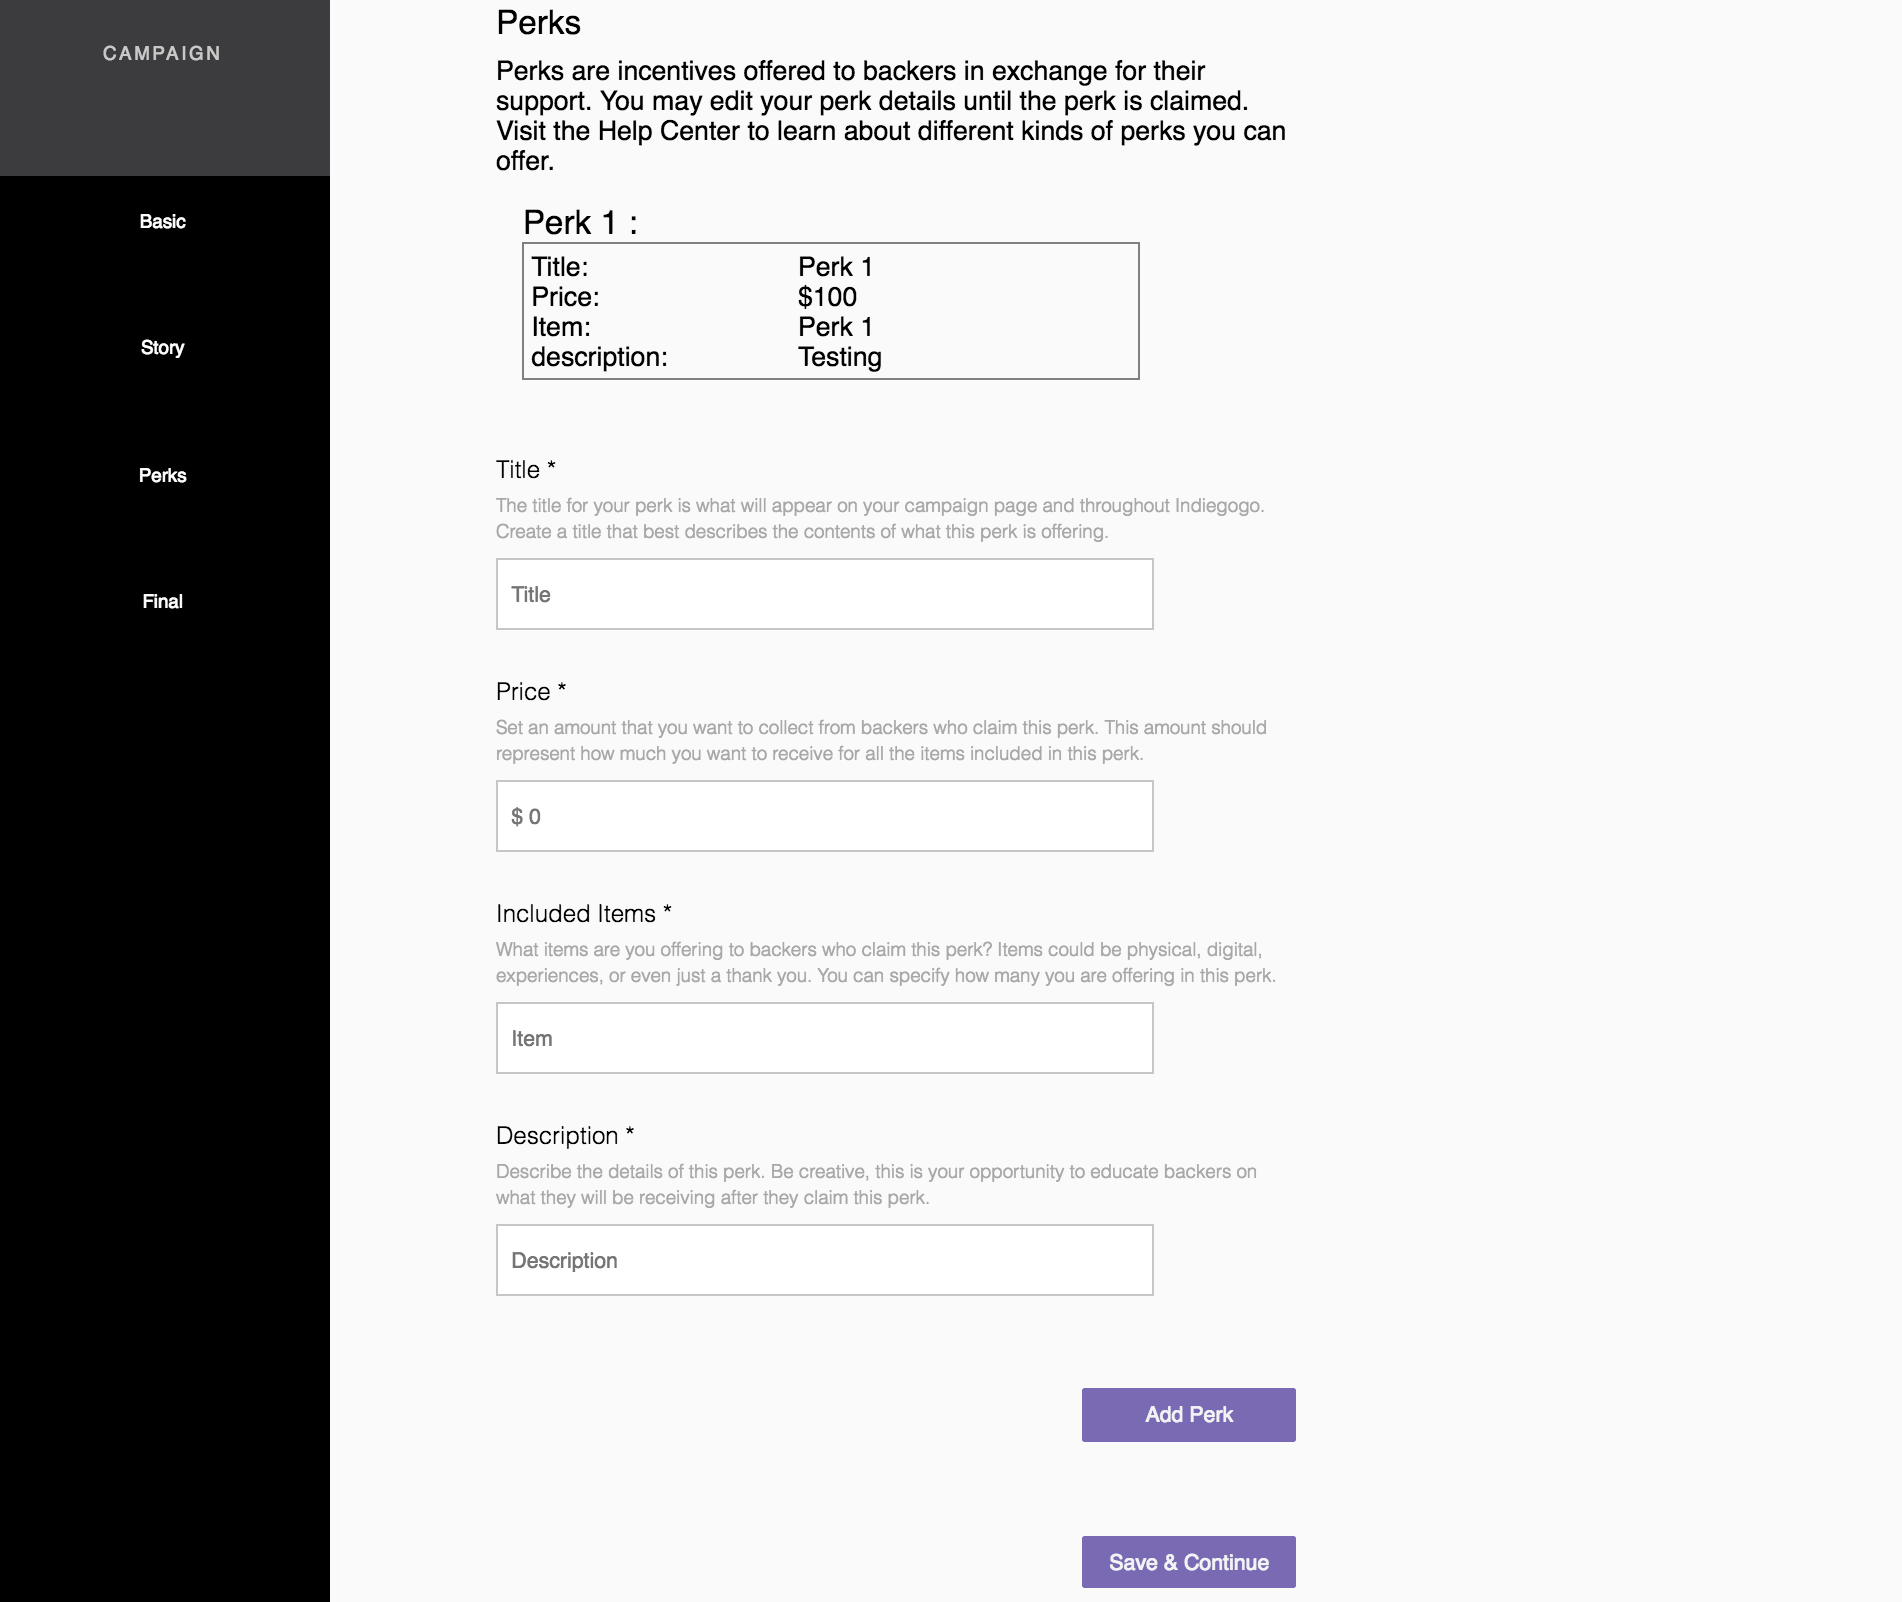 CAMPAIGN
Basic
Story
Perks
Final
Perks
Perks are incentives offered to backers in exchange for their
support. You may edit your perk details until the perk is claimed.
Visit the Help Center to learn about different kinds of perks you can
offer.
Perk 1 :
Title: Perk 1
Price: $100
Item: Perk 1
description: Testing
Title *
The title for your perk is what will appear on your campaign page and throughout Indiegogo.
Create a title that best describes the contents of what this perk is offering.
Title
Price *
Set an amount that you want to collect from backers who claim this perk. This amount should
represent how much you want to receive for all the items included in this perk.
$ 0
Included Items *
What items are you offering to backers who claim this perk? Items could be physical, digital,
experiences, or even just a thank you. You can specify how many you are offering in this perk.
Item
Description *
Describe the details of this perk. Be creative, this is your opportunity to educate backers on
what they will be receiving after they claim this perk.
Description
Add Perk
Save & Continue